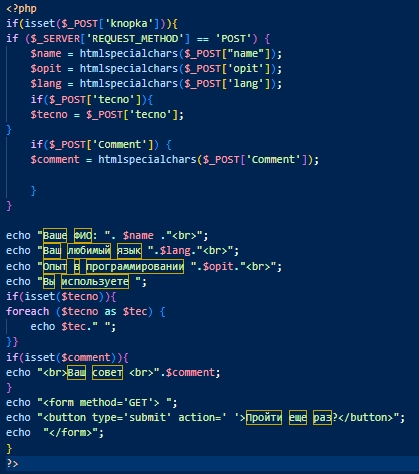 <?php
if(isset($_POST['knopka'])){
if ($_SERVER['REQUEST_METHOD'] == 'POST') {
    $name = htmlspecialchars($_POST["name"]);
    $opit = htmlspecialchars($_POST['opit']);
    $lang = htmlspecialchars($_POST['lang']);
    if($_POST['tecno']){
    $tecno = $_POST['tecno'];
}
    if($_POST['Comment']) {
    $comment = htmlspecialchars($_POST['Comment']);
    }
}
echo "Ваше ФИО: ". $name ."<br>";
echo "Ваш любимый язык ".$lang."<br>";
echo "Опыт в программировании ".$opit."<br>";
echo "Вы используете ";
if(isset($tecno)){
foreach ($tecno as $tec) {
    echo $tec." ";
}}
if(isset($comment)){
echo "<br>Ваш совет <br>".$comment;
}
echo "<form method='GET'> ";
echo "<button type='submit' action=' '>Пройти еще раз?</button>";
echo  "</form>";
}
?>